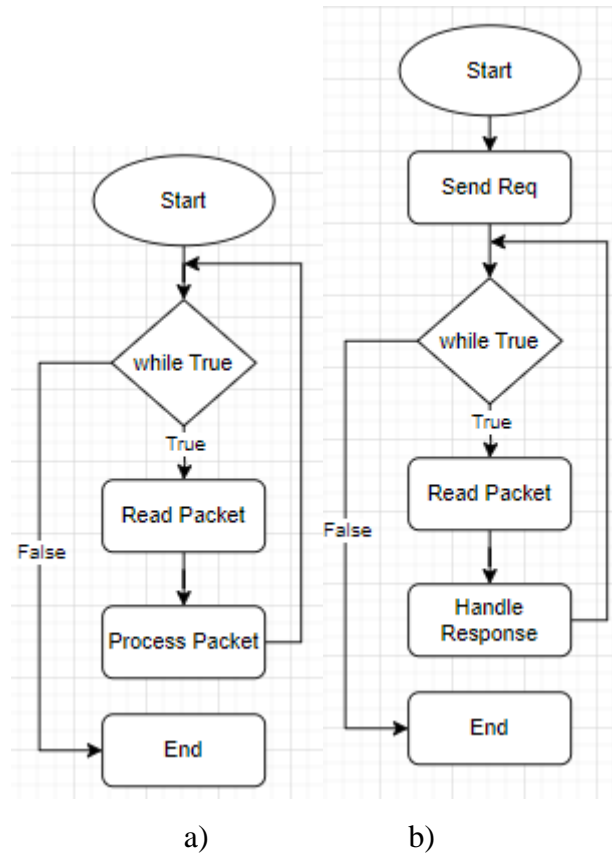 Start
while True
True
Read Packet
False
Process Packet
End
a)
Start
Send Req
while True
True
Read Packet
False
Handle
Response
End
b)